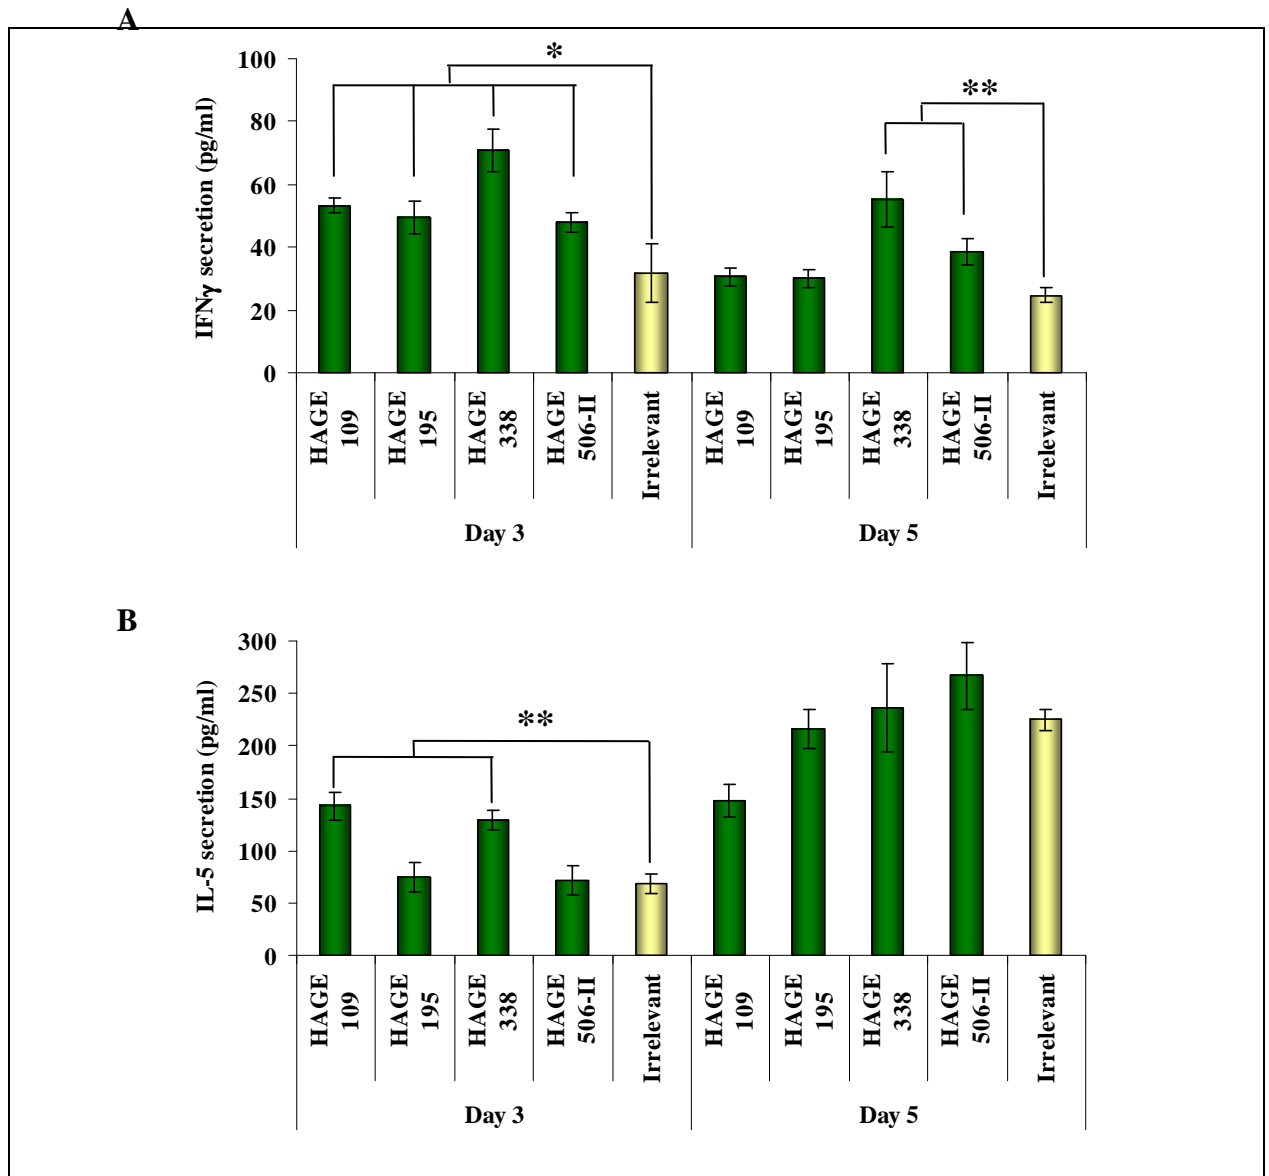 A
IFNγ secretion (pg/ml)
100
80
60
40
20
0
*
**
HAGE
109
HAGE
195
HAGE
338
HAGE
506-II
Irrelevant
HAGE
109
HAGE
195
HAGE
338
HAGE
506-II
Irrelevant
Day 3
Day 5
B
IL-5 secretion (pg/ml)
300
250
200
150
100
50
0
**
HAGE
109
HAGE
195
HAGE
338
HAGE
506-II
Irrelevant
HAGE
109
HAGE
195
HAGE
338
HAGE
506-II
Irrelevant
Day 3
Day 5